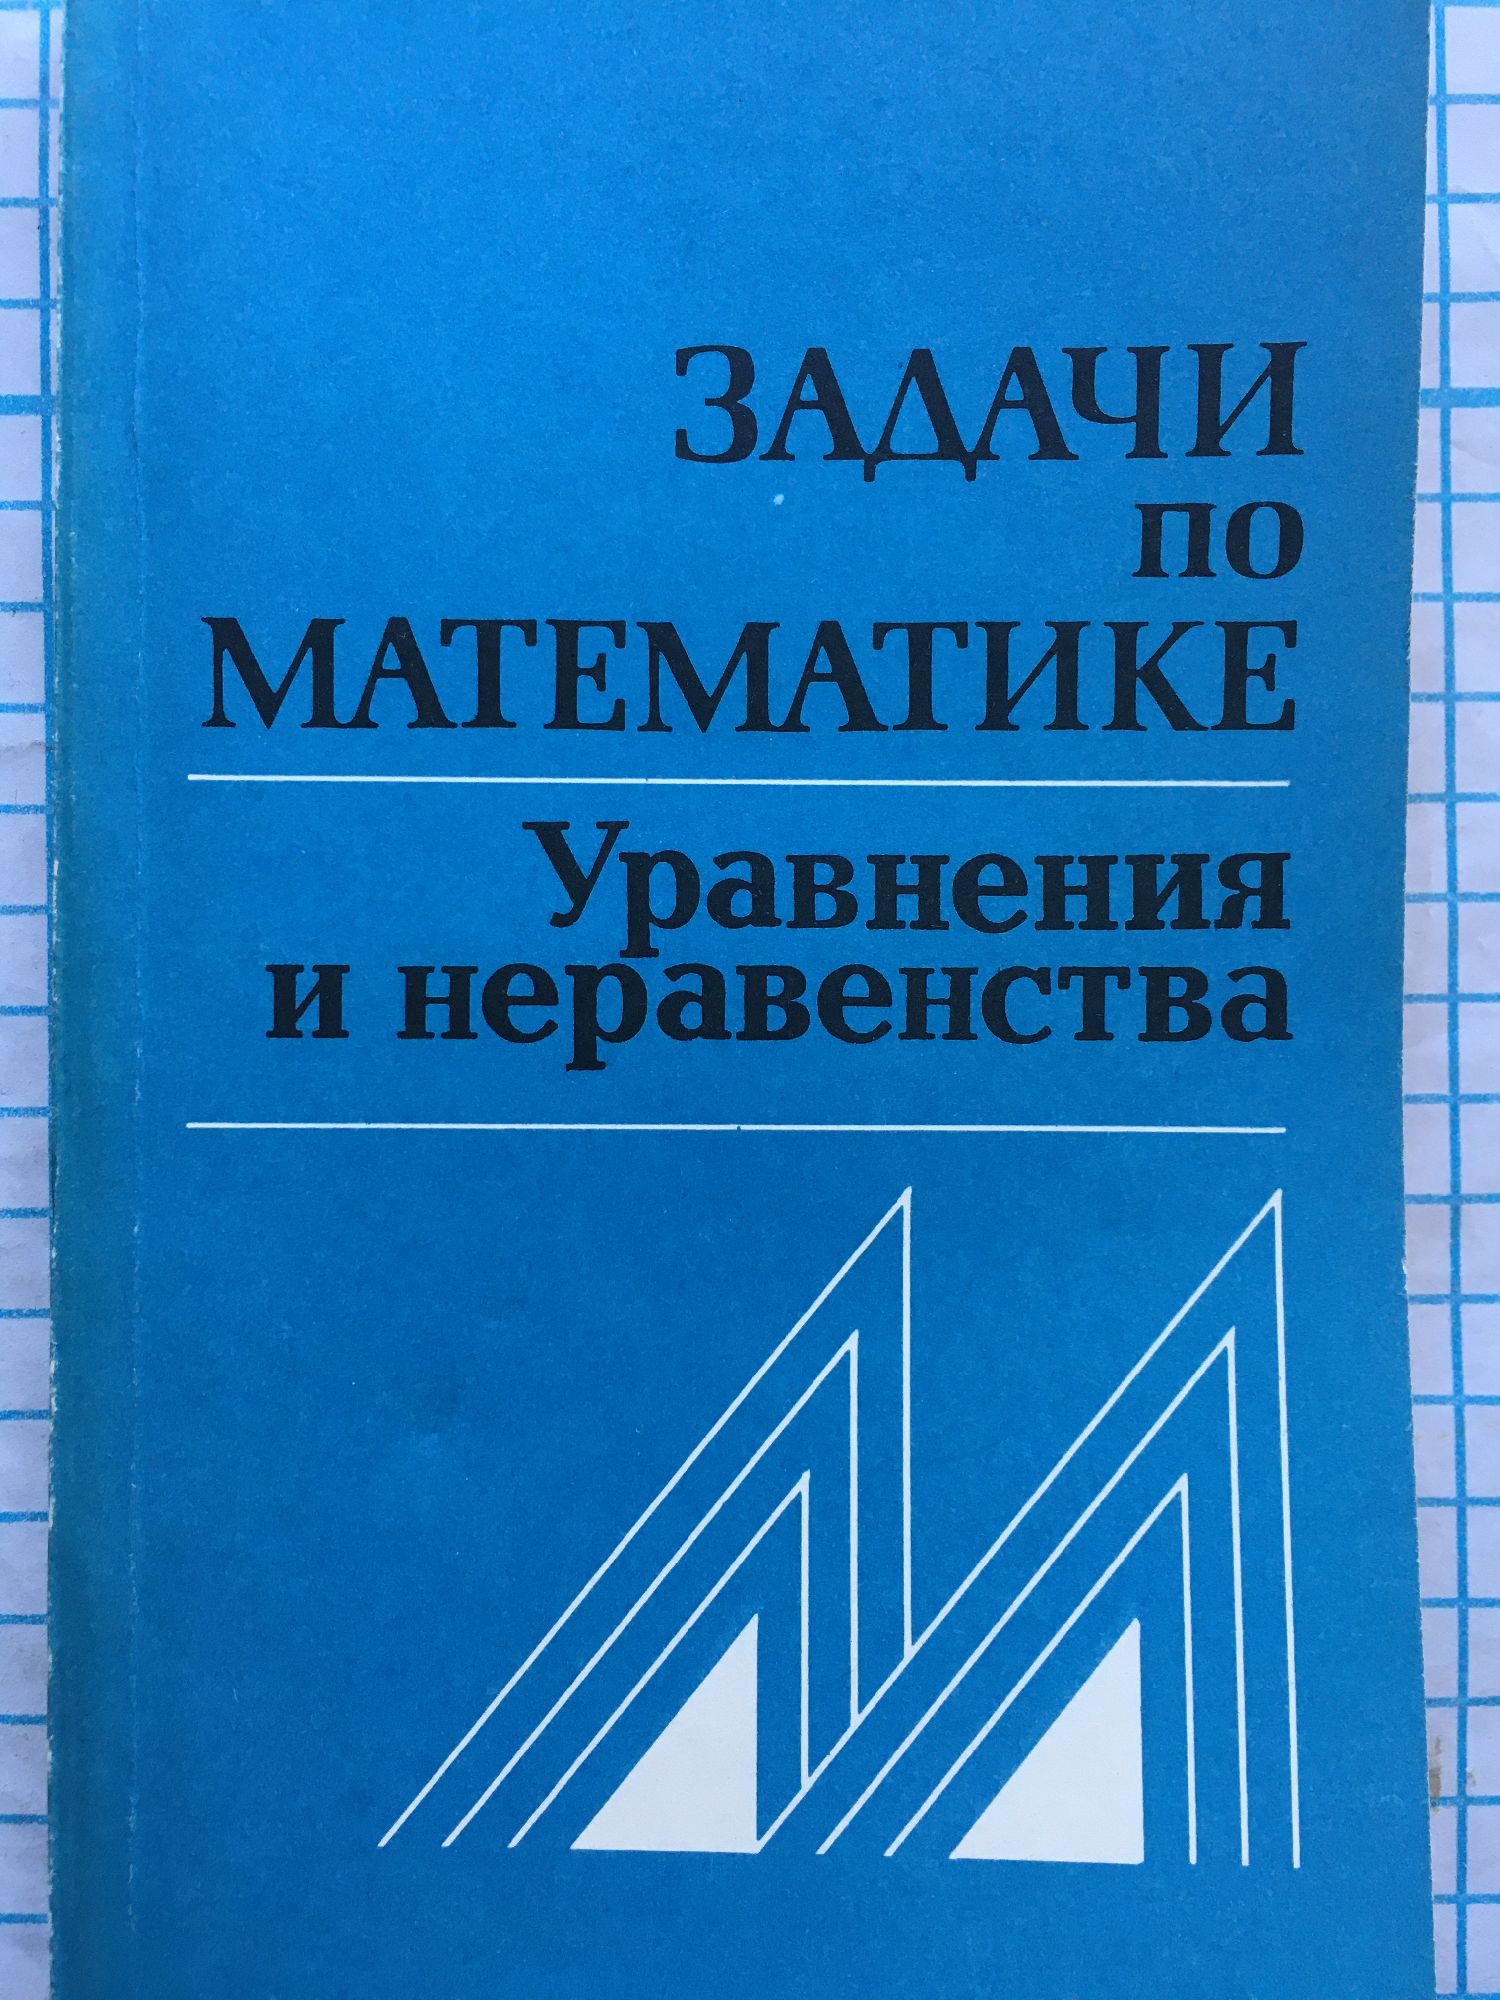 ЗАДАЧИ
по
МАТЕМАТИКЕ
Уравнения
и неравенства